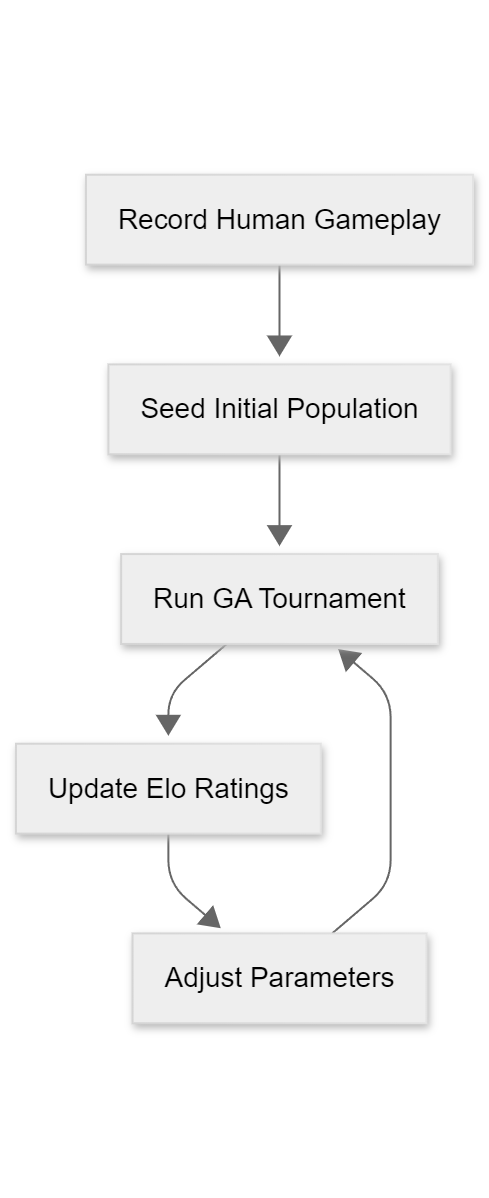 Record Human Gameplay
Seed Initial Population
Run GA Tournament
Update Elo Ratings
Adjust Parameters